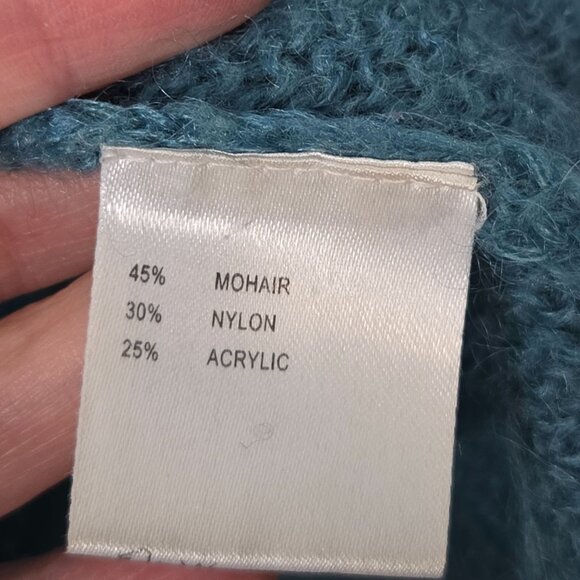 45% MOHAIR
30% NYLON
25% ACRYLIC